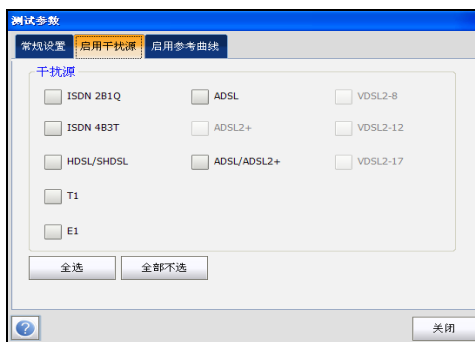 测试参数
常规设置 启用干扰源 启用参考曲线
干扰源
ISDN 2B1Q ADSL VDSL2-8
ISDN 4B3T ADSL2+ VDSL2-12
HDSL/SHDSL ADSL/ADSL2+ VDSL2-17
T1
E1
全选 全部不选
? 关闭